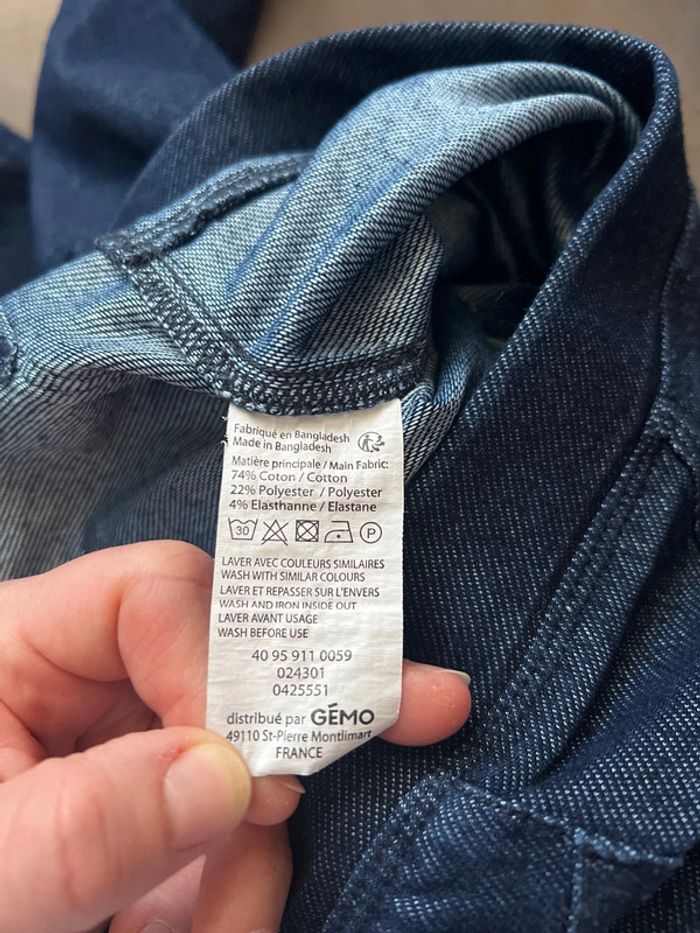 Fabriqué en Bangladesh
Made in Bangladesh
Matière principale / Main Fabric:
74% Coton / Cotton
22% Polyester / Polyester
4% Elasthanne / Elastane
30 P
LAVER AVEC COULEURS SIMILAIRES
WASH WITH SIMILAR COLOURS
LAVER ET REPASSER SUR L'ENVERS
WASH AND IRON INSIDE OUT
LAVER AVANT USAGE
WASH BEFORE USE
40 95 911 0059
024301
0425551
distribué par GÉMO
49110 St-Pierre Montlimart
FRANCE